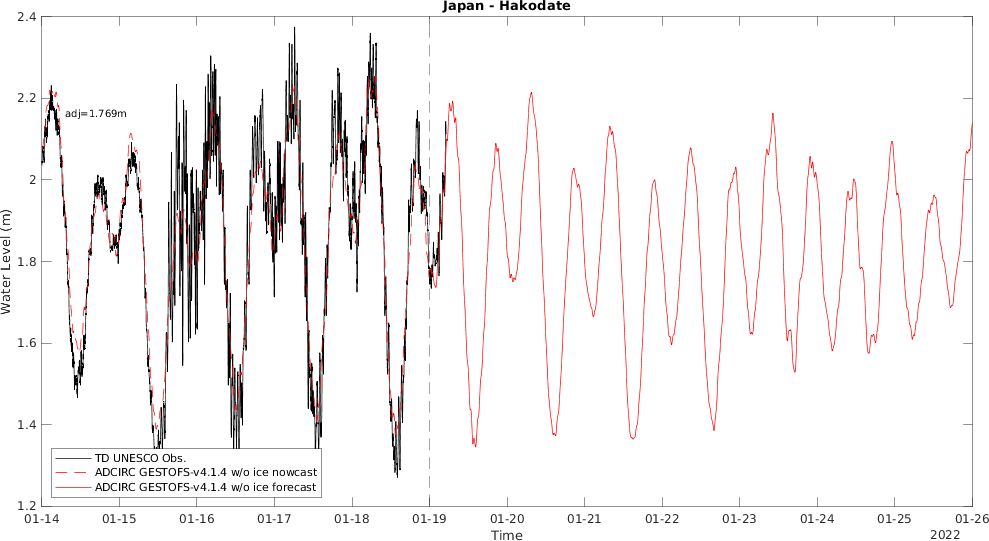 Japan - Hakodate
2.4
2.2
2
1.8
1.6
1.4
1.2
Water Level (m)
adj=1.769m
TD UNESCO Obs.
ADCIRC GESTOFS-v4.1.4 w/o ice nowcast
ADCIRC GESTOFS-v4.1.4 w/o ice forecast
01-14 01-15 01-16 01-17 01-18 01-19 01-20 01-21 01-22 01-23 01-24 01-25 01-26
Time
2022